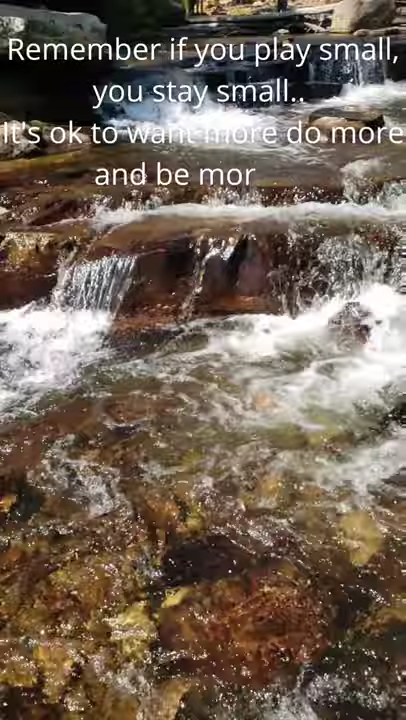 Remember if you play small,
you stay small..
It's ok to want more do more
and be mor